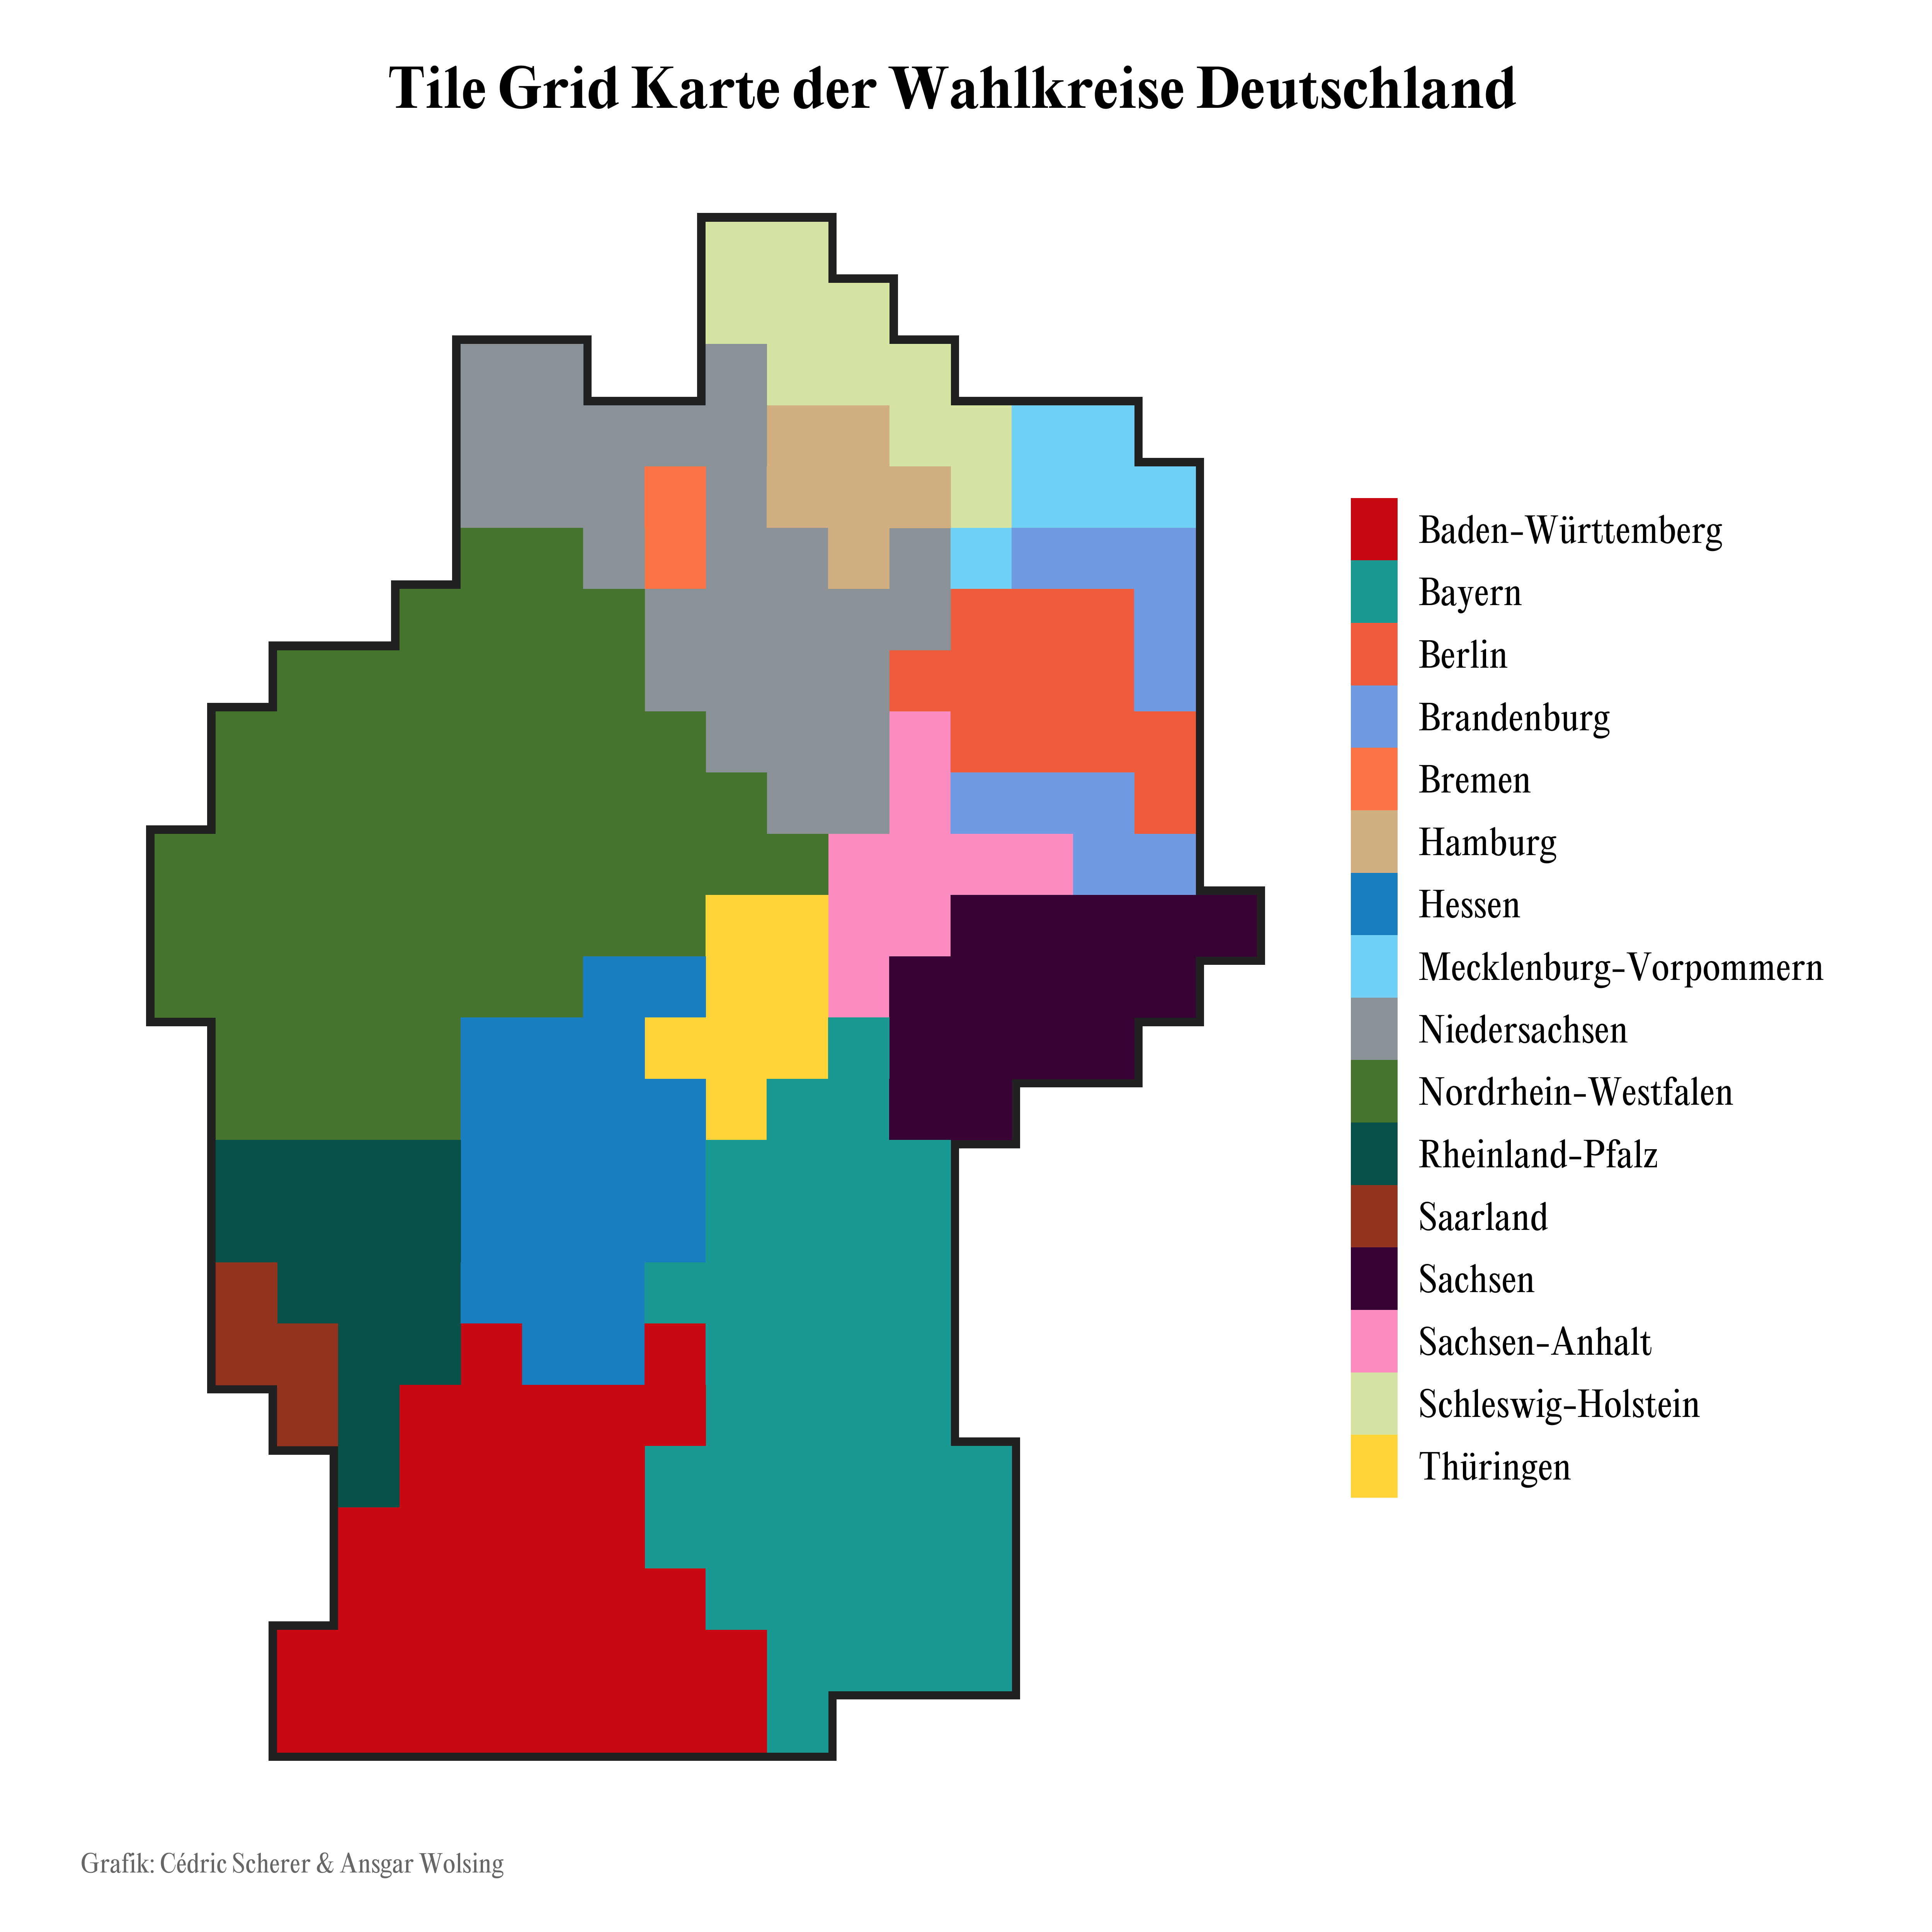 Tile Grid Karte der Wahlkreise Deutschland
Baden-Württemberg
Bayern
Berlin
Brandenburg
Bremen
Hamburg
Hessen
Mecklenburg-Vorpommern
Niedersachsen
Nordrhein-Westfalen
Rheinland-Pfalz
Saarland
Sachsen
Sachsen-Anhalt
Schleswig-Holstein
Thüringen
Grafik: Cédric Scherer & Ansgar Wolsing